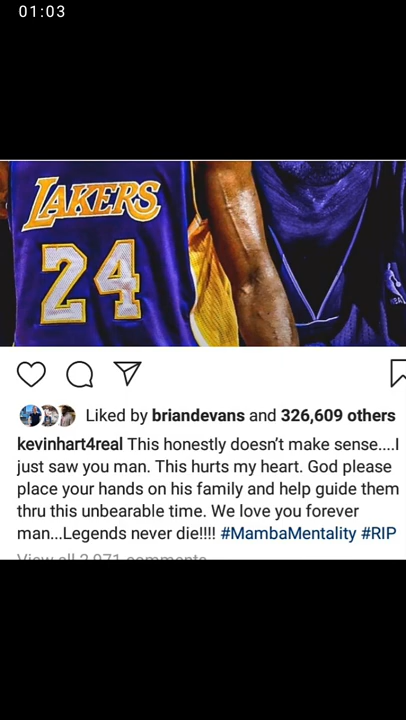 01:03
LAKERS
24
Liked by briandevans and 326,609 others
kevinhart4real This honestly doesn't make sense....I
just saw you man. This hurts my heart. God please
place your hands on his family and help guide them
thru this unbearable time. We love you forever
man...Legends never die!!!! #MambaMentality #RIP
View all 2,971 comments